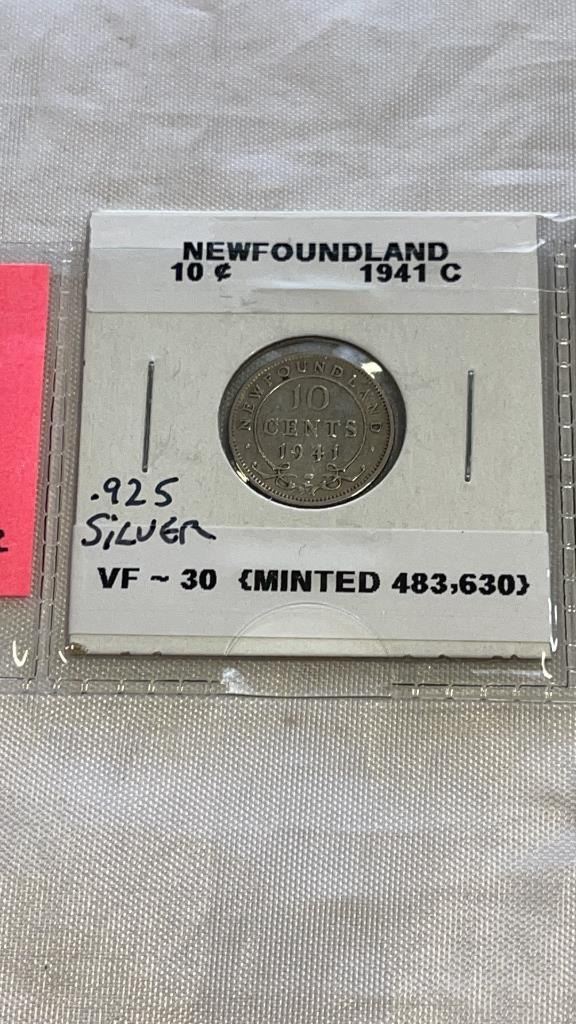 NEWFOUNDLAND
10 ¢ 1941 C
NEWFOUNDLAND
10
CENTS
1941
C
.925
SILVER
VF ~ 30 {MINTED 483,630}